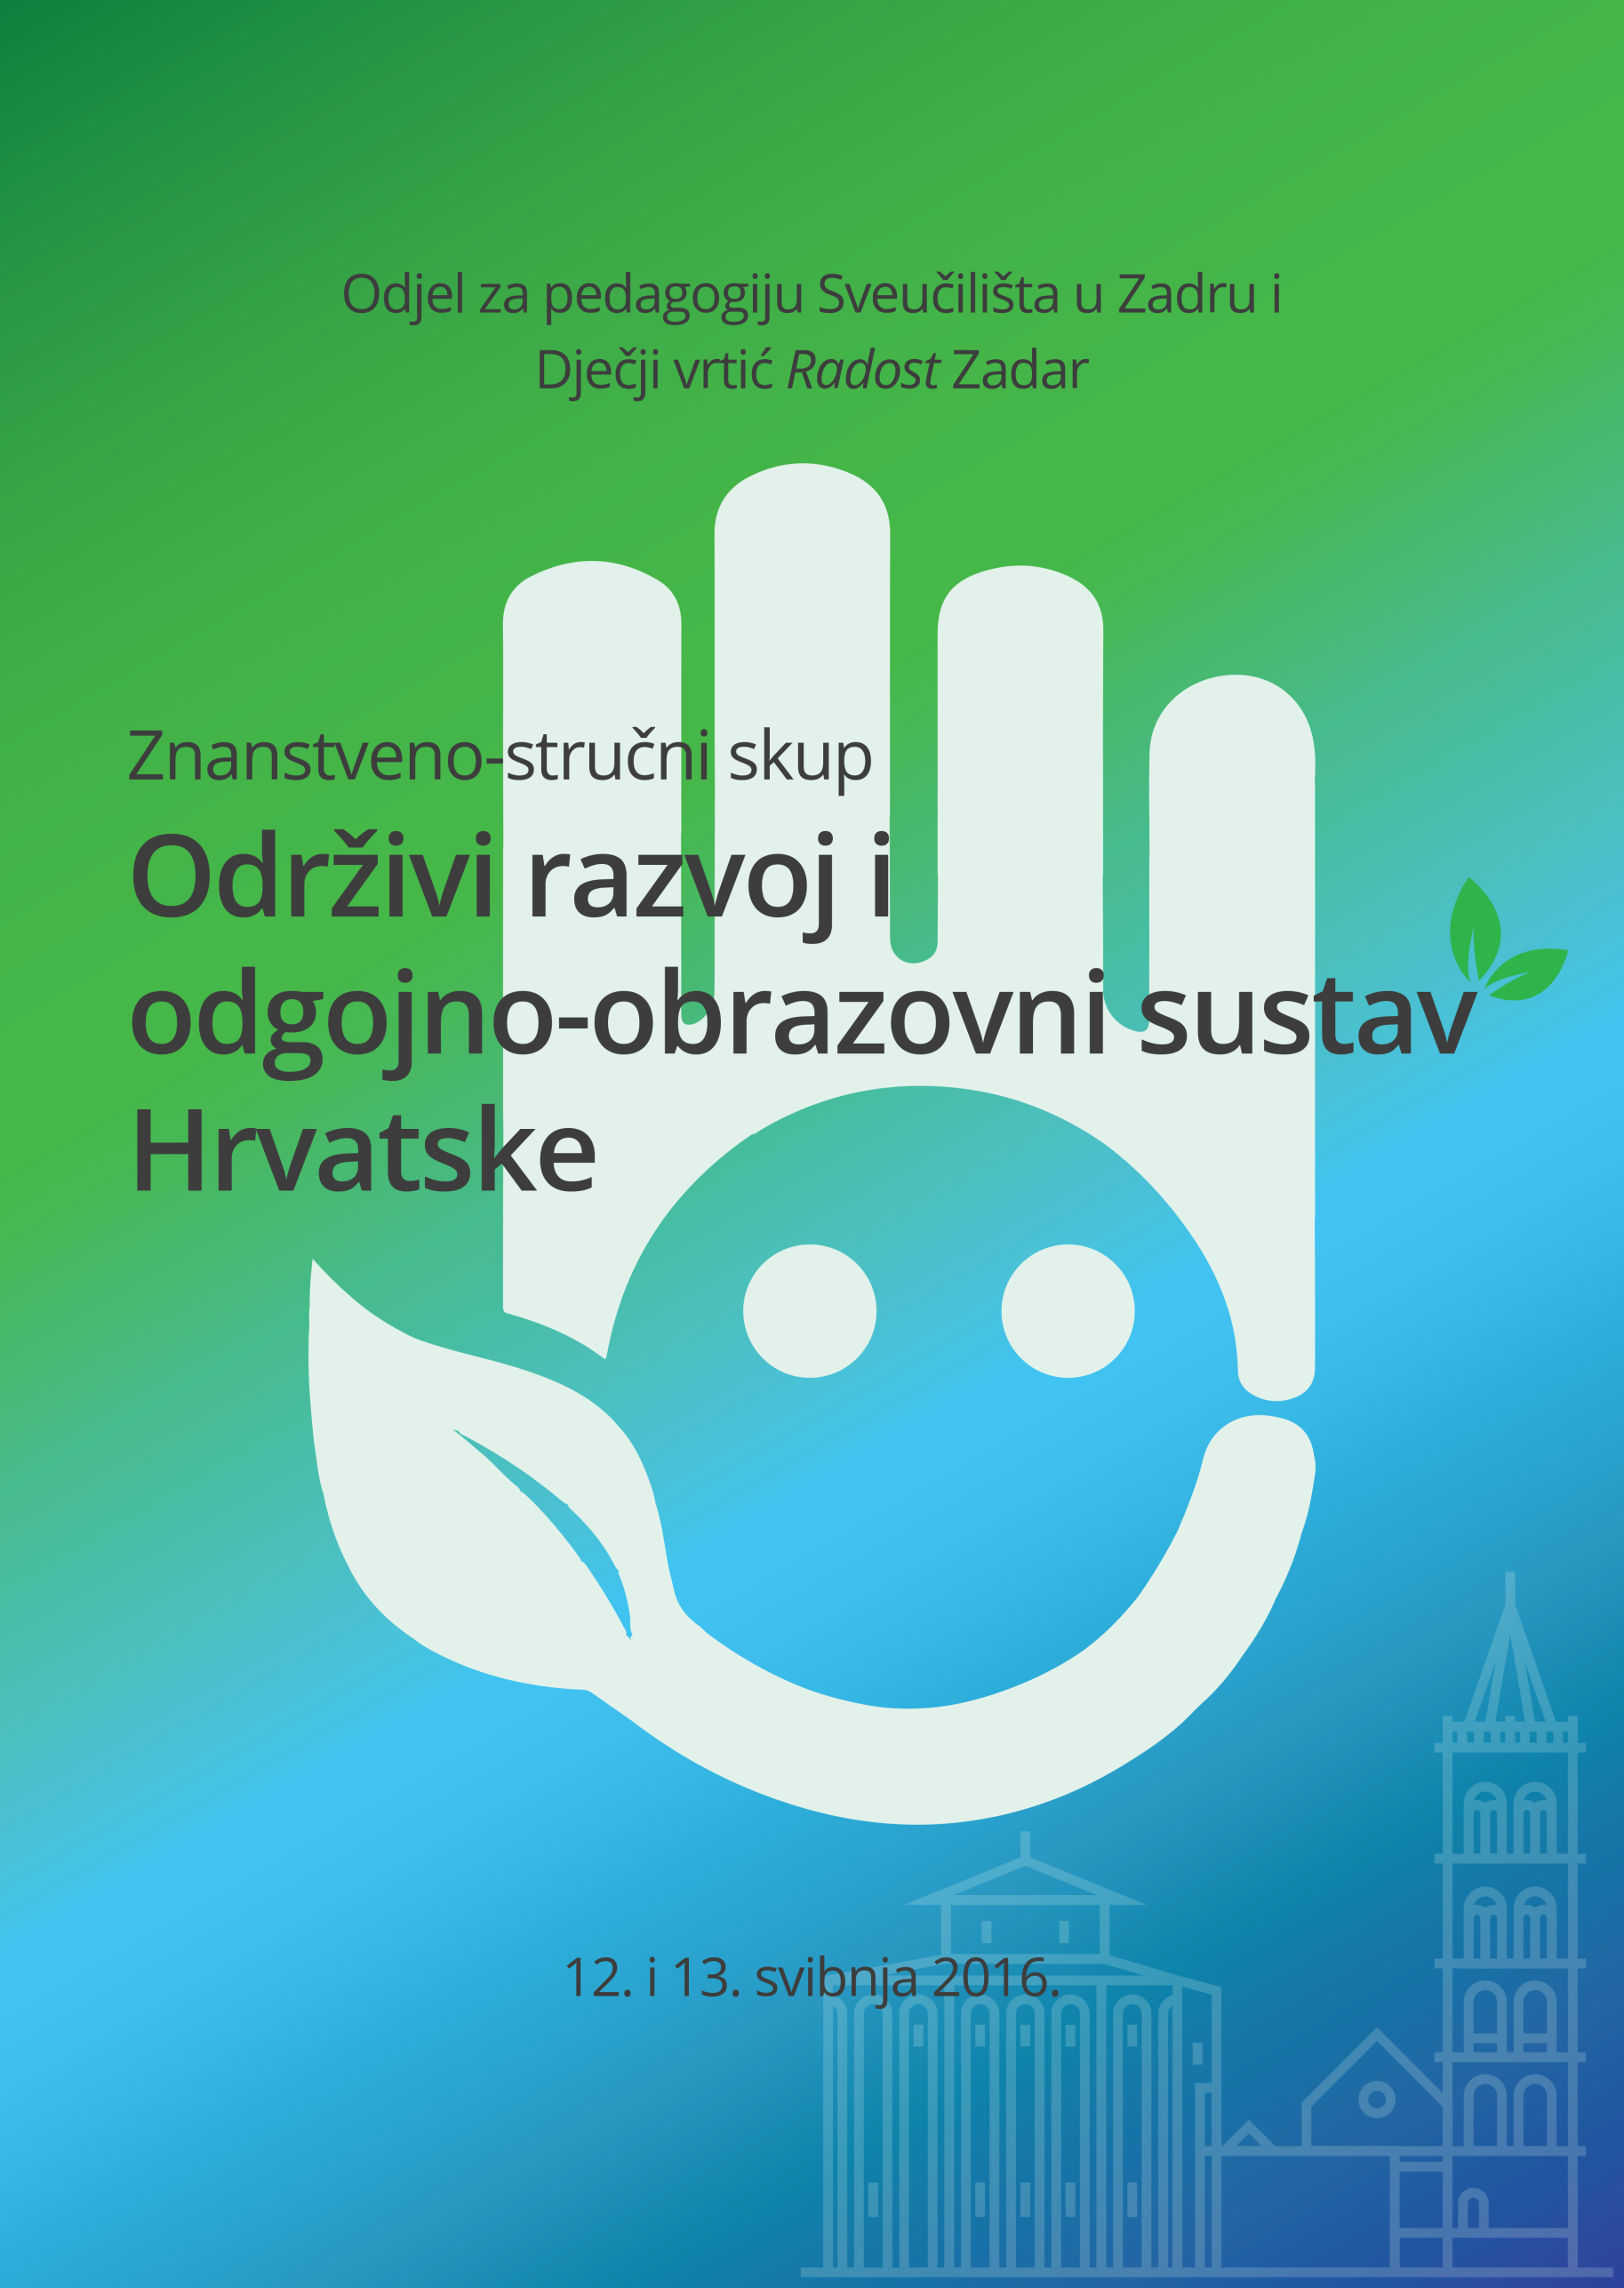 Odjel za pedagogiju Sveučilišta u Zadru i
Dječji vrtić Radost Zadar
Znanstveno-stručni skup
Održivi razvoj i
odgojno-obrazovni sustav
Hrvatske
12. i 13. svibnja 2016.